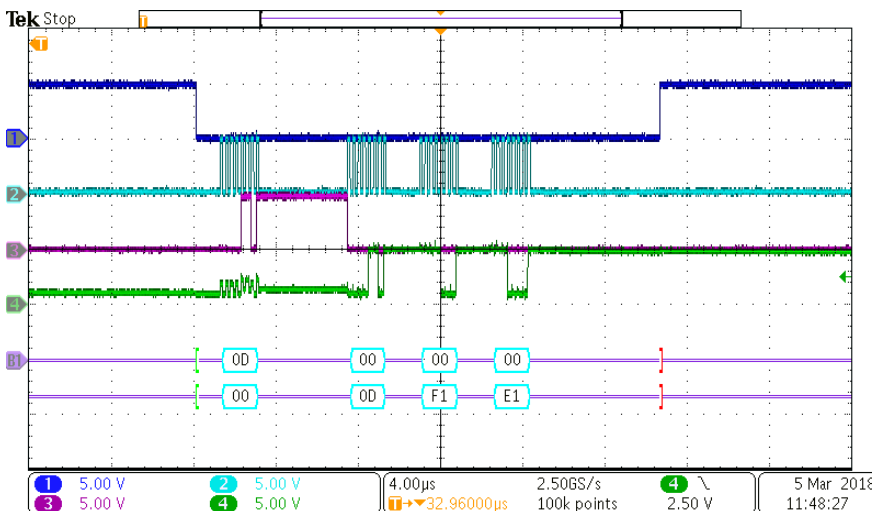 Tek Stop
T
T
1
2
3
4
B1
0D 00 00 00
00 0D F1 E1
1 5.00 V 2 5.00 V 4.00µs 2.50GS/s 4 5 Mar 2018
3 5.00 V 4 5.00 V T→▼32.96000µs 100k points 2.50 V 11:48:27